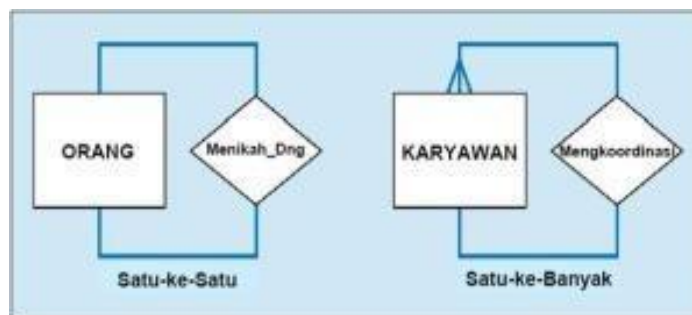 ORANG
Menikah_Dng
Satu-ke-Satu
KARYAWAN
Mengkoordinasi
Satu-ke-Banyak